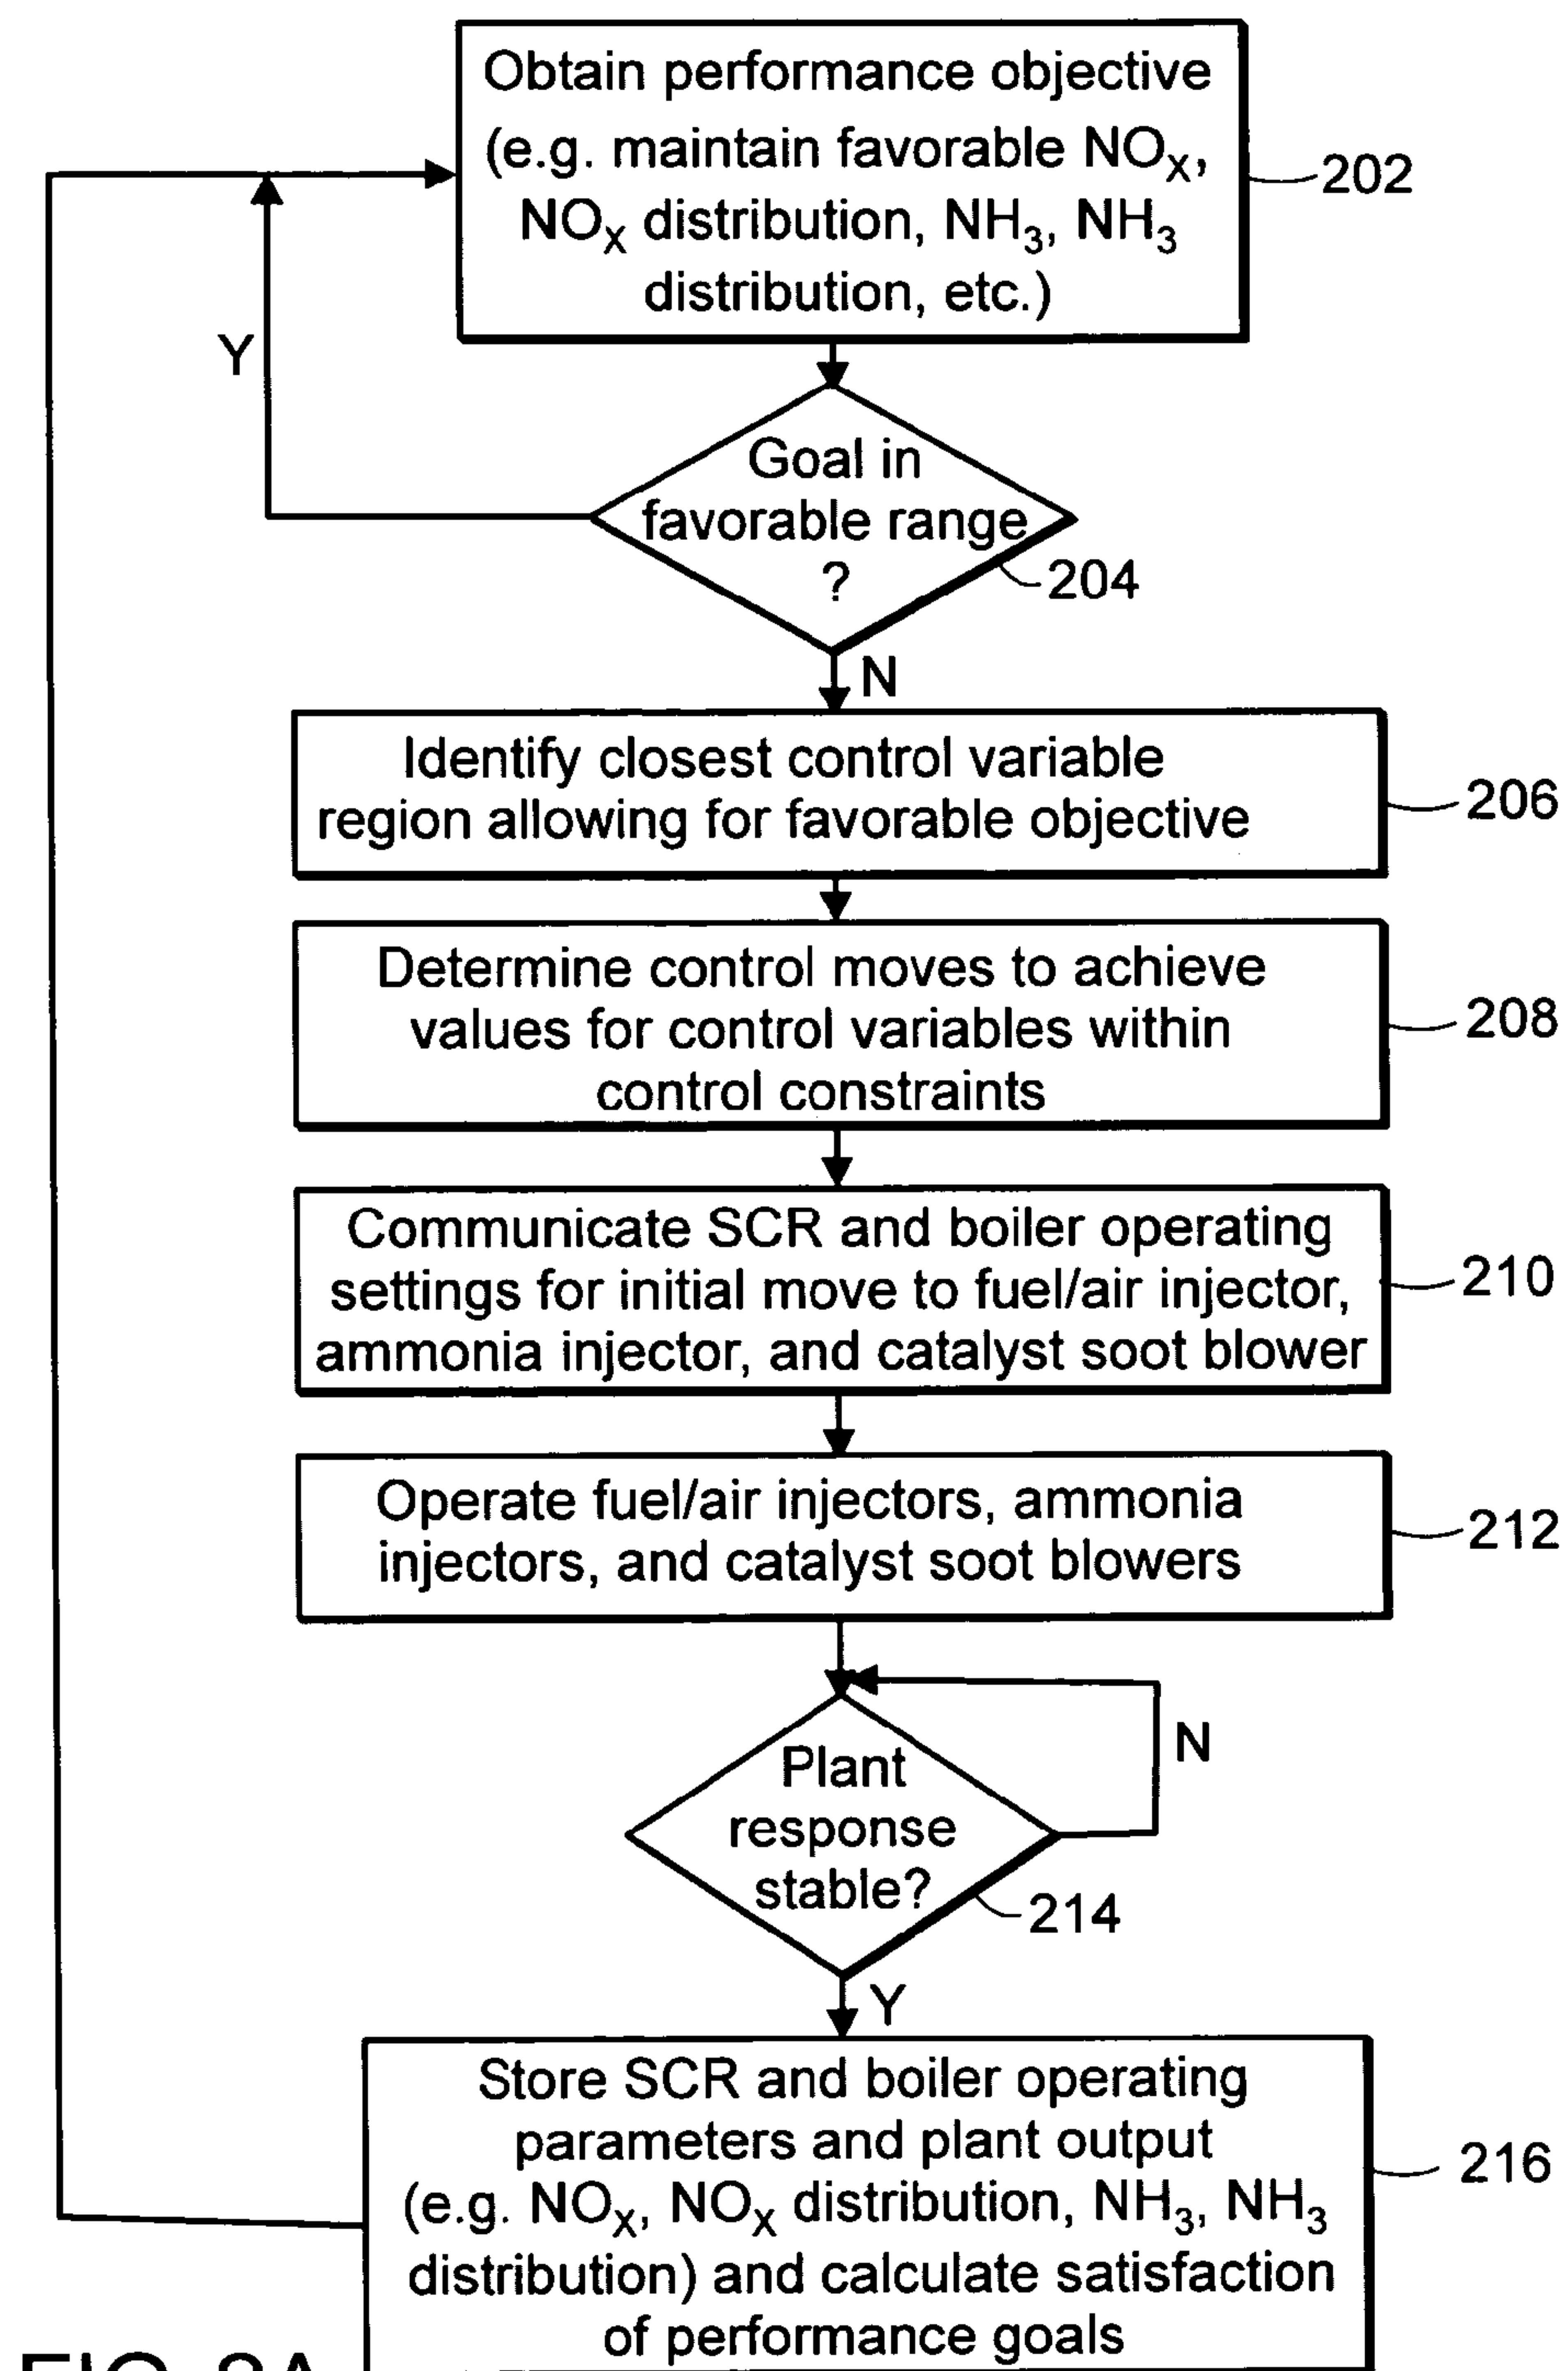 Obtain performance objective
(e.g. maintain favorable NOX,
NOX distribution, NH3, NH3
distribution, etc.)
202
Y
Goal in
favorable range
?
204
N
Identify closest control variable
region allowing for favorable objective
206
Determine control moves to achieve
values for control variables within
control constraints
208
Communicate SCR and boiler operating
settings for initial move to fuel/air injector,
ammonia injector, and catalyst soot blower
210
Operate fuel/air injectors, ammonia
injectors, and catalyst soot blowers
212
N
Plant
response
stable?
214
Y
Store SCR and boiler operating
parameters and plant output
(e.g. NOX, NOX distribution, NH3, NH3
distribution) and calculate satisfaction
of performance goals
216